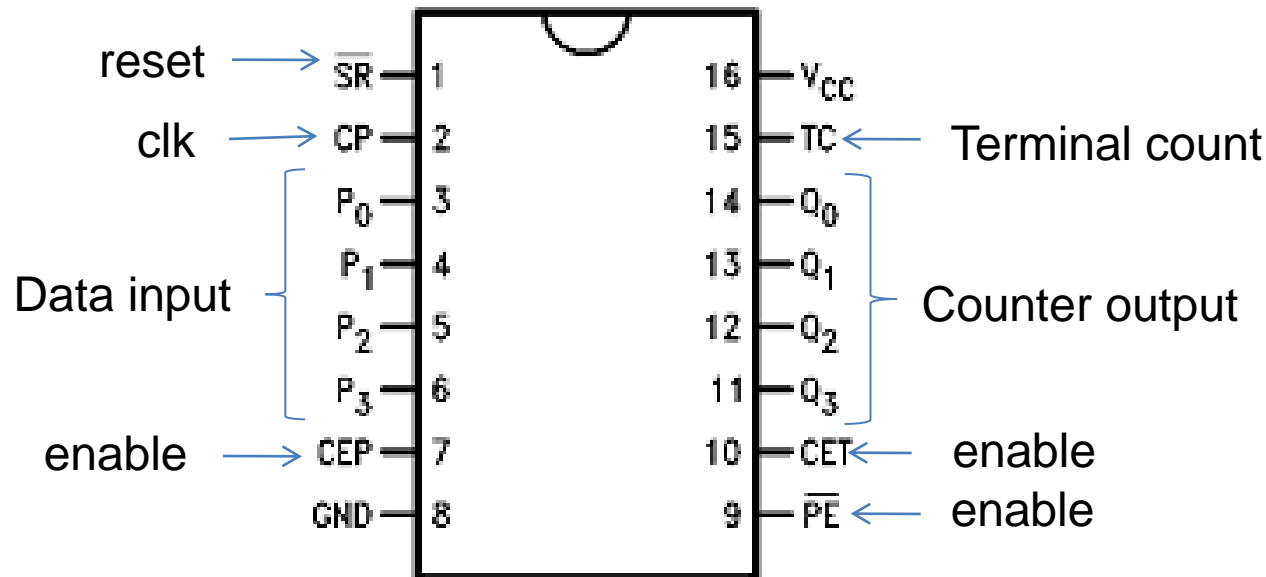 reset S̅R̅ 1 16 VCC
clk CP 2 15 TC Terminal count
P0 3 14 Q0
P1 4 13 Q1
Data input Counter output
P2 5 12 Q2
P3 6 11 Q3
enable CEP 7 10 CET enable
GND 8 9 P̅E̅ enable